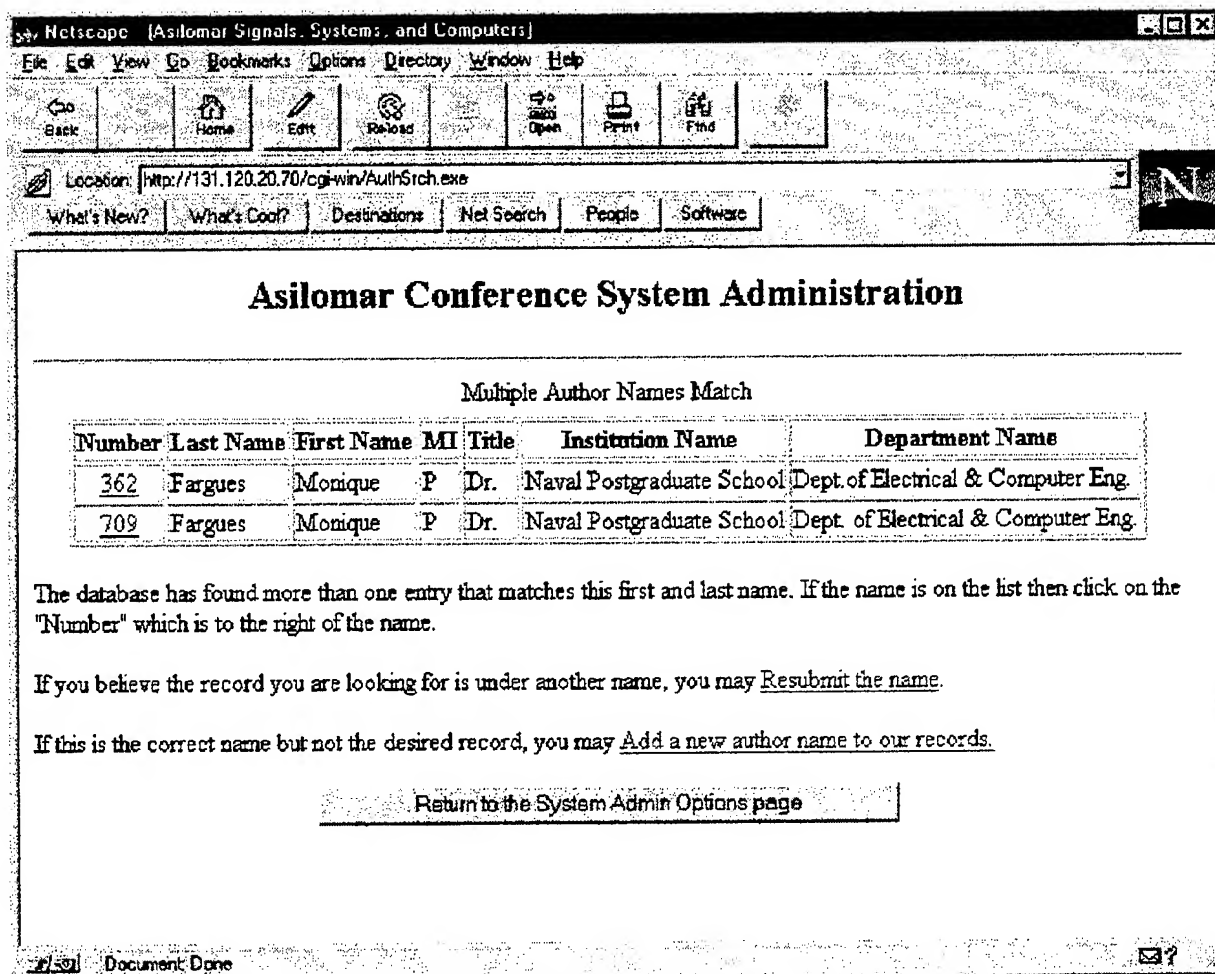 Netscape - [Asilomar Signals, Systems, and Computers]
File Edit View Go Bookmarks Options Directory Window Help
Back Home Edit Reload Open Print Find
Location: http://131.120.20.70/cgi-win/AuthSrch.exe
What's New? What's Cool? Destinations Net Search People Software
N
Asilomar Conference System Administration
Multiple Author Names Match
Number Last Name First Name MI Title Institution Name Department Name
362 Fargues Monique P Dr. Naval Postgraduate School Dept.of Electrical & Computer Eng.
709 Fargues Monique P Dr. Naval Postgraduate School Dept. of Electrical & Computer Eng.
The database has found more than one entry that matches this first and last name. If the name is on the list then click on the
"Number" which is to the right of the name.
If you believe the record you are looking for is under another name, you may Resubmit the name.
If this is the correct name but not the desired record, you may Add a new author name to our records.
Return to the System Admin Options page
Document: Done
?